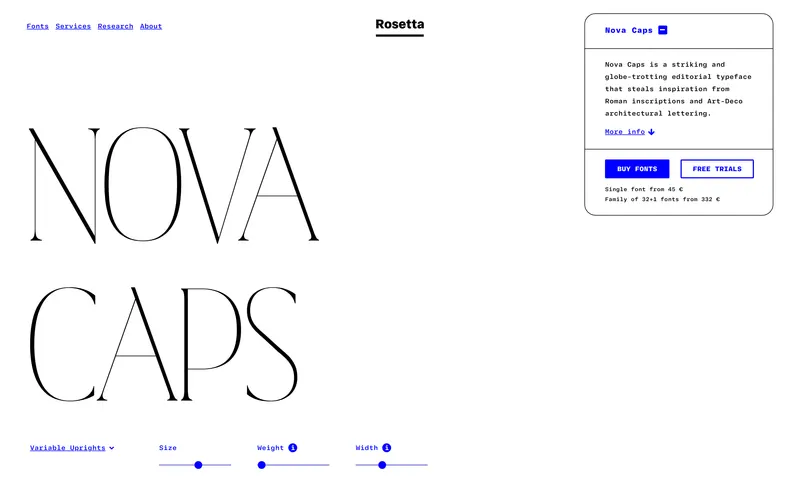 Fonts Services Research About
Rosetta
Nova Caps
Nova Caps is a striking and
globe-trotting editorial typeface
that steals inspiration from
Roman inscriptions and Art-Deco
architectural lettering.
More info
BUY FONTS FREE TRIALS
Single font from 45 €
Family of 32+1 fonts from 332 €
NOVA
CAPS
Variable Uprights Size Weight i Width i